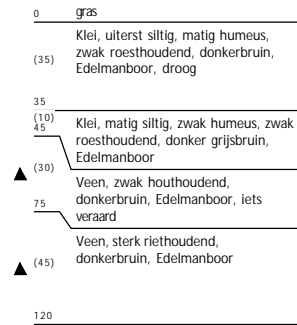 0 gras
Klei, uiterst siltig, matig humeus,
zwak roesthoudend, donkerbruin,
(35)
Edelmanboor, droog
35
(10)
45
Klei, matig siltig, zwak humeus, zwak
roesthoudend, donker grijsbruin,
Edelmanboor
(30)
Veen, zwak houthoudend,
donkerbruin, Edelmanboor, iets
75
veraard
Veen, sterk riethoudend,
donkerbruin, Edelmanboor
(45)
120